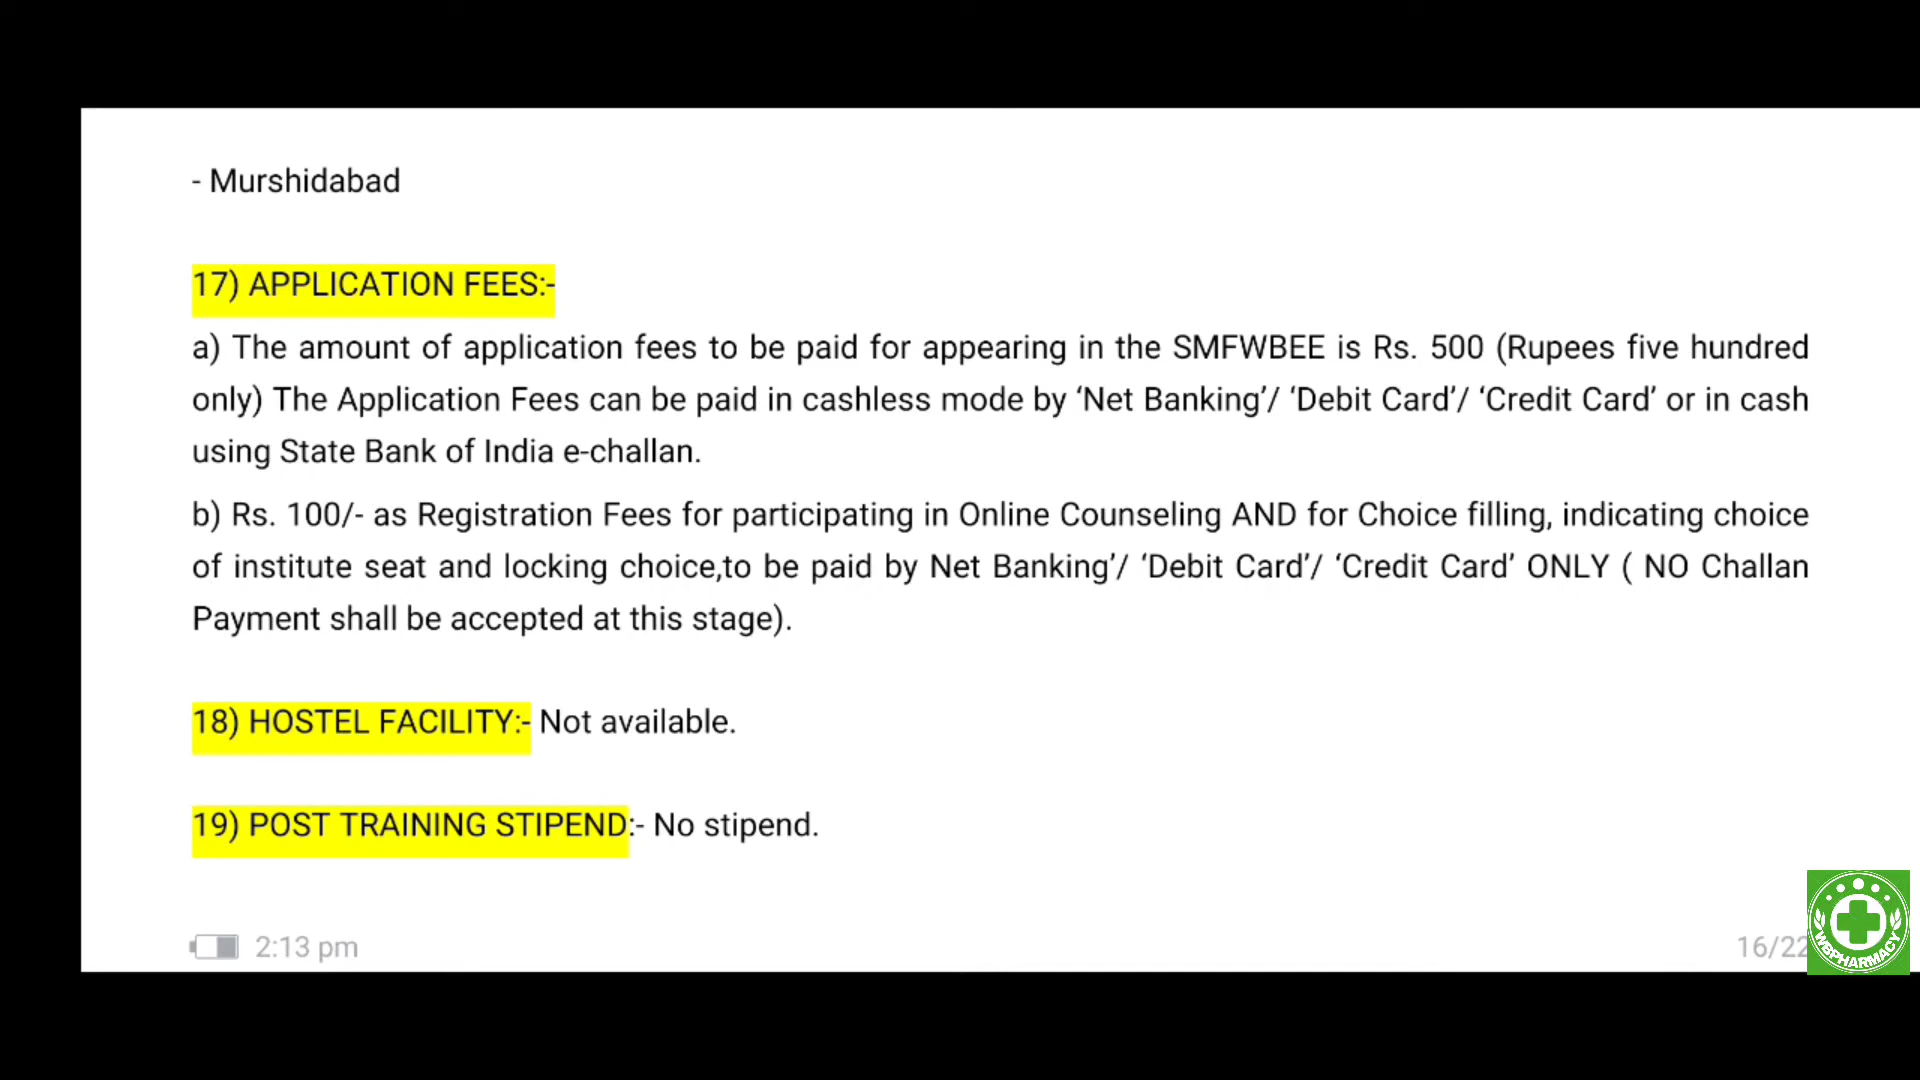 - Murshidabad
17) APPLICATION FEES:-
a) The amount of application fees to be paid for appearing in the SMFWBEE is Rs. 500 (Rupees five hundred
only) The Application Fees can be paid in cashless mode by ‘Net Banking’/ ‘Debit Card’/ ‘Credit Card’ or in cash
using State Bank of India e-challan.
b) Rs. 100/- as Registration Fees for participating in Online Counseling AND for Choice filling, indicating choice
of institute seat and locking choice,to be paid by Net Banking’/ ‘Debit Card’/ ‘Credit Card’ ONLY ( NO Challan
Payment shall be accepted at this stage).
18) HOSTEL FACILITY:- Not available.
19) POST TRAINING STIPEND:- No stipend.
2:13 pm
16/22
WBPHARMACY